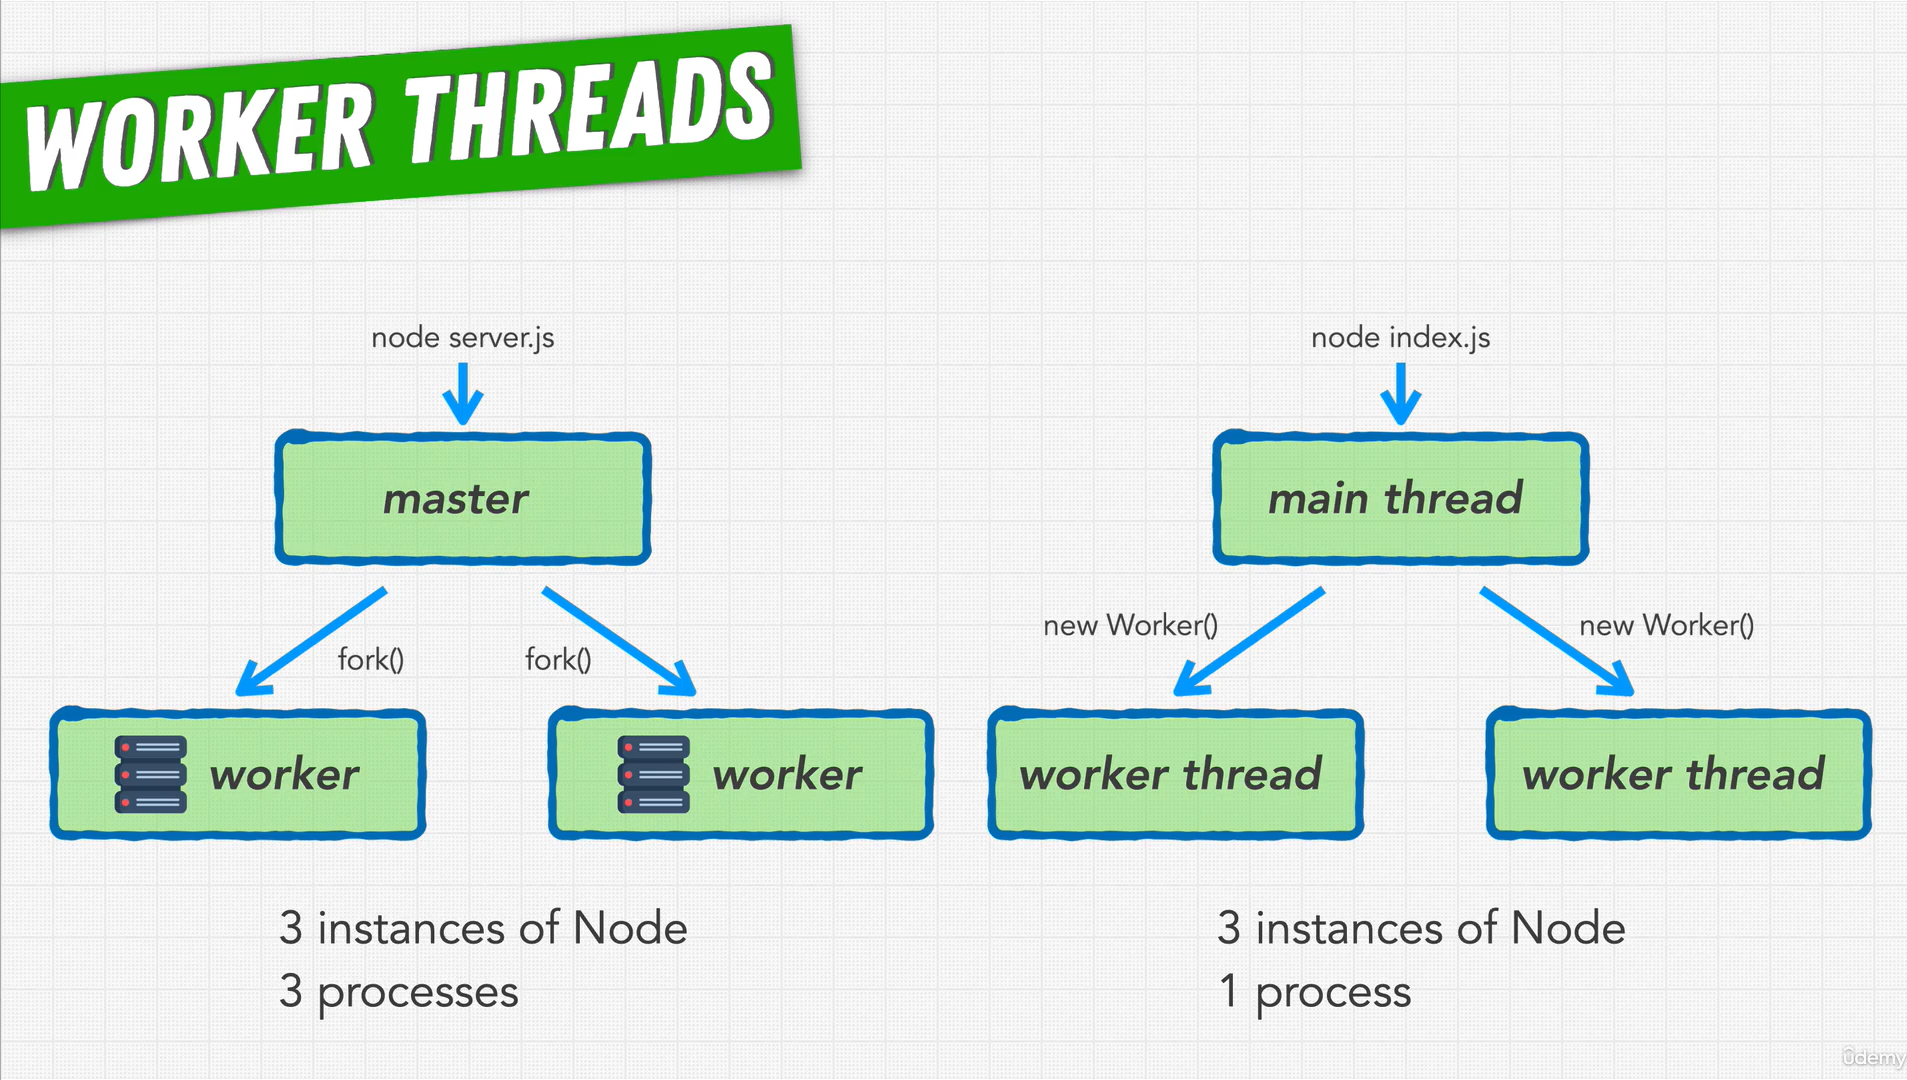 WORKER THREADS
node server.js
master
fork()
fork()
worker
worker
3 instances of Node
3 processes
node index.js
main thread
new Worker()
new Worker()
worker thread
worker thread
3 instances of Node
1 process
ûdemy